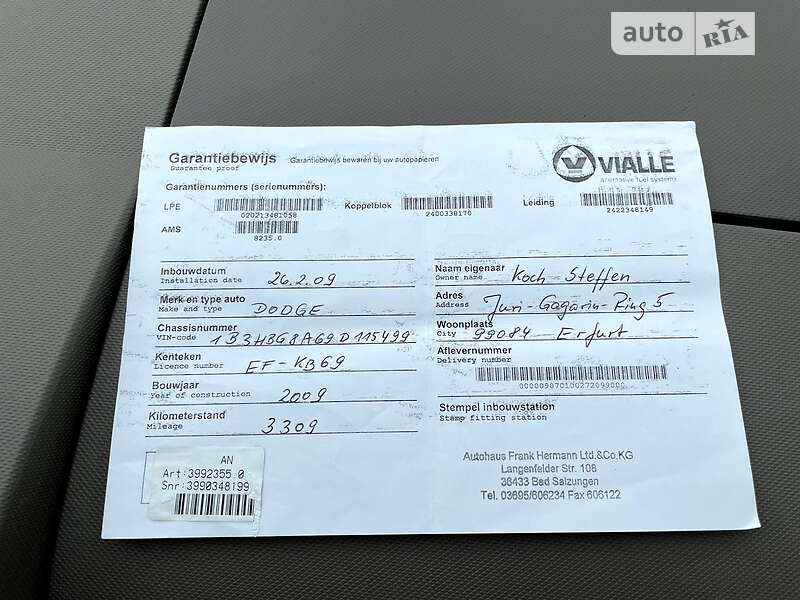 auto RIA
Garantiebewijs Garantiebewijs bewaren bij uw autopapieren
Guarantee proof
VIALLE
alternative fuel systems
Garantienummers (serienummers):
LPE 020213481058 Koppelblok 2400338170 Leiding 2422348149
AMS 8235.0
Inbouwdatum
Installation date 26.2.09
Merk en type auto
Make and type DODGE
Chassisnummer
VIN-code 1B3HBG8A69D115499
Kenteken
Licence number EF-KB69
Bouwjaar
Year of construction 2009
Kilometerstand
Mileage 3309
Naam eigenaar
Owner name Koch Steffen
Adres
Address Juri-Gagarin-Ring 5
Woonplaats
City 99084 Erfurt
Aflevernummer
Delivery number
000009070100272099000
Stempel inbouwstation
Stamp fitting station
Autohaus Frank Hermann Ltd.&Co.KG
Langenfelder Str. 108
36433 Bad Salzungen
Tel. 03695/606234 Fax 606122
AN
Art:3992355.0
Snr:3990348199